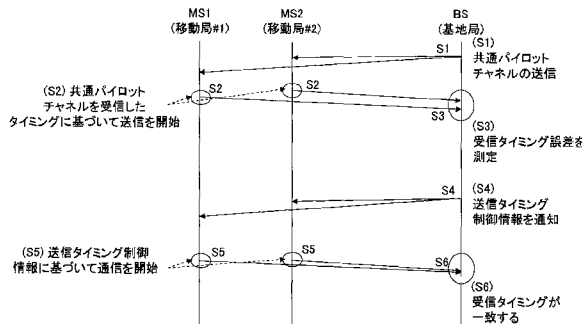 MS1
(移動局#1)
MS2
(移動局#2)
BS
(基地局)
S1
(S1)
共通パイロット
チャネルの送信
(S2) 共通パイロット
チャネルを受信した
タイミングに基づいて送信を開始
S2
S2
S3
(S3)
受信タイミング誤差を
測定
S4
(S4)
送信タイミング
制御情報を通知
(S5) 送信タイミング制御
情報に基づいて通信を開始
S5
S5
S6
(S6)
受信タイミングが
一致する